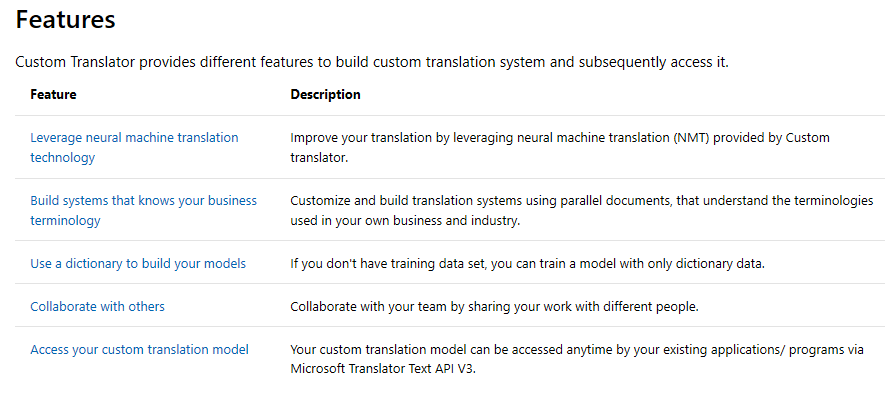 Features
Custom Translator provides different features to build custom translation system and subsequently access it.
Feature
Description
Leverage neural machine translation
technology
Improve your translation by leveraging neural machine translation (NMT) provided by Custom
translator.
Build systems that knows your business
terminology
Customize and build translation systems using parallel documents, that understand the terminologies
used in your own business and industry.
Use a dictionary to build your models
If you don't have training data set, you can train a model with only dictionary data.
Collaborate with others
Collaborate with your team by sharing your work with different people.
Access your custom translation model
Your custom translation model can be accessed anytime by your existing applications/ programs via
Microsoft Translator Text API V3.